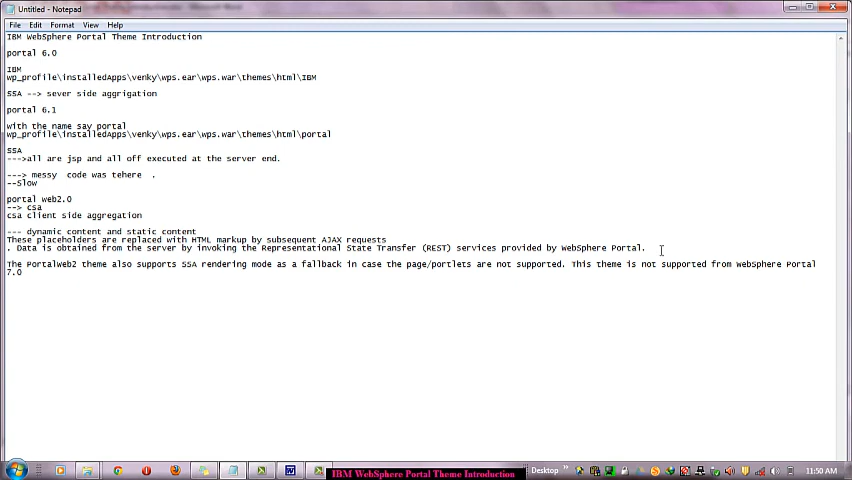 Untitled - Notepad
File Edit Format View Help
IBM WebSphere Portal Theme Introduction
portal 6.0
IBM
wp_profile\installedApps\venky\wps.ear\wps.war\themes\html\IBM
SSA --> sever side aggrigation
portal 6.1
with the name say portal
wp_profile\installedApps\venky\wps.ear\wps.war\themes\html\portal
SSA
--->all are jsp and all off executed at the server end.
---> messy code was tehere .
--Slow
portal web2.0
--> csa
csa client side aggregation
--- dynamic content and static content
These placeholders are replaced with HTML markup by subsequent AJAX requests
. Data is obtained from the server by invoking the Representational State Transfer (REST) services provided by WebSphere Portal.
The PortalWeb2 theme also supports SSA rendering mode as a fallback in case the page/portlets are not supported. This theme is not supported from WebSphere Portal
7.0
IBM WebSphere Portal Theme Introduction
Desktop
11:50 AM